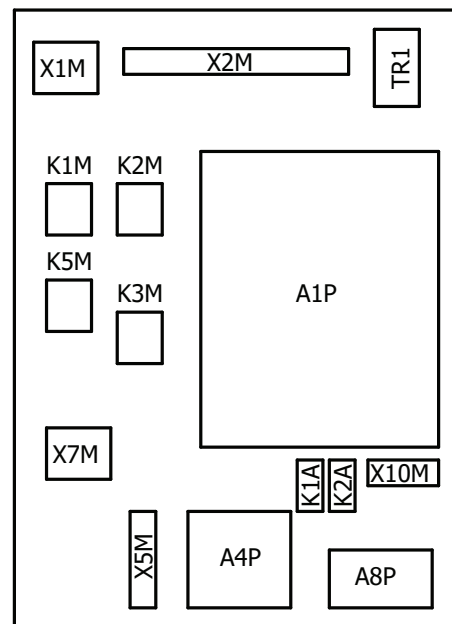 X1M
X2M
TR1
K1M
K2M
K5M
K3M
A1P
X7M
K1A
K2A
X10M
X5M
A4P
A8P